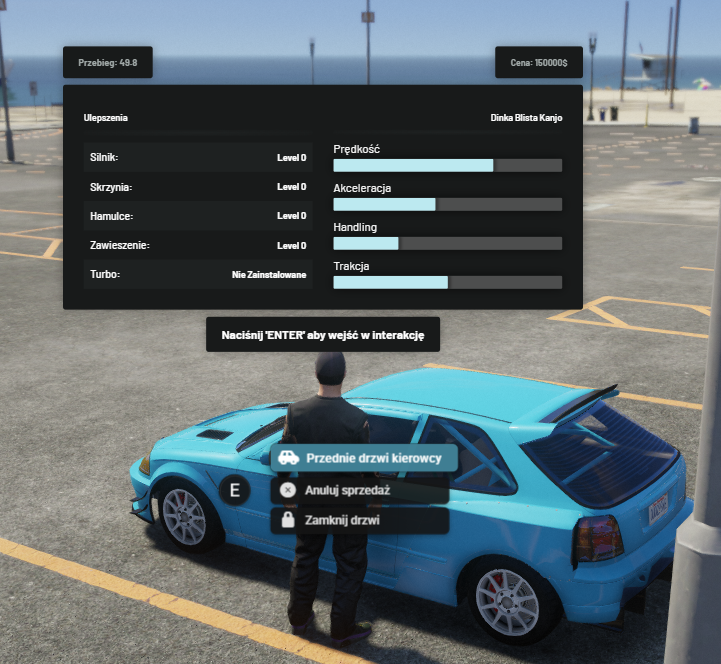 Przebieg: 49.8
Cena: 150000$
Ulepszenia
Dinka Blista Kanjo
Silnik: Level 0
Skrzynia: Level 0
Hamulce: Level 0
Zawieszenie: Level 0
Turbo: Nie Zainstalowane
Prędkość
Akceleracja
Handling
Trakcja
Naciśnij 'ENTER' aby wejść w interakcję
Przednie drzwi kierowcy
E
Anuluj sprzedaż
Zamknij drzwi